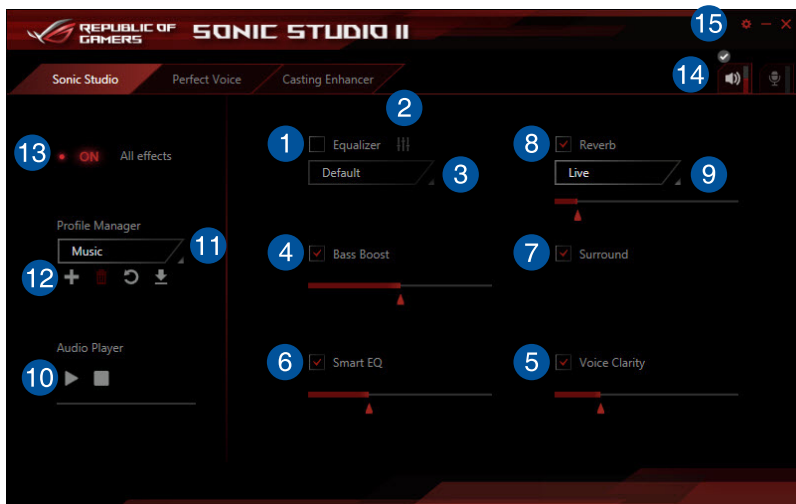 REPUBLIC OF
GAMERS
SONIC STUDIO II
15
Sonic Studio
Perfect Voice
Casting Enhancer
14
2
13
ON
All effects
1
Equalizer
8
Reverb
Default
3
Live
9
Profile Manager
Music
11
12
4
Bass Boost
7
Surround
Audio Player
10
6
Smart EQ
5
Voice Clarity